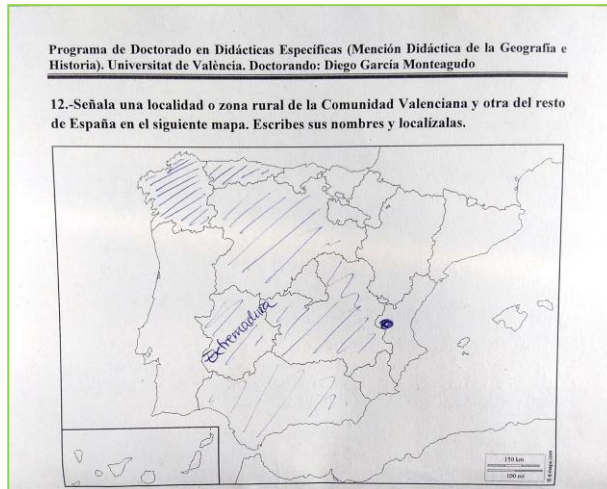 Programa de Doctorado en Didácticas Específicas (Mención Didáctica de la Geografía e
Historia). Universitat de València. Doctorando: Diego García Monteagudo
12.-Señala una localidad o zona rural de la Comunidad Valenciana y otra del resto
de España en el siguiente mapa. Escribes sus nombres y localízalas.
Extremadura
150 km
100 mi
© d-maps.com